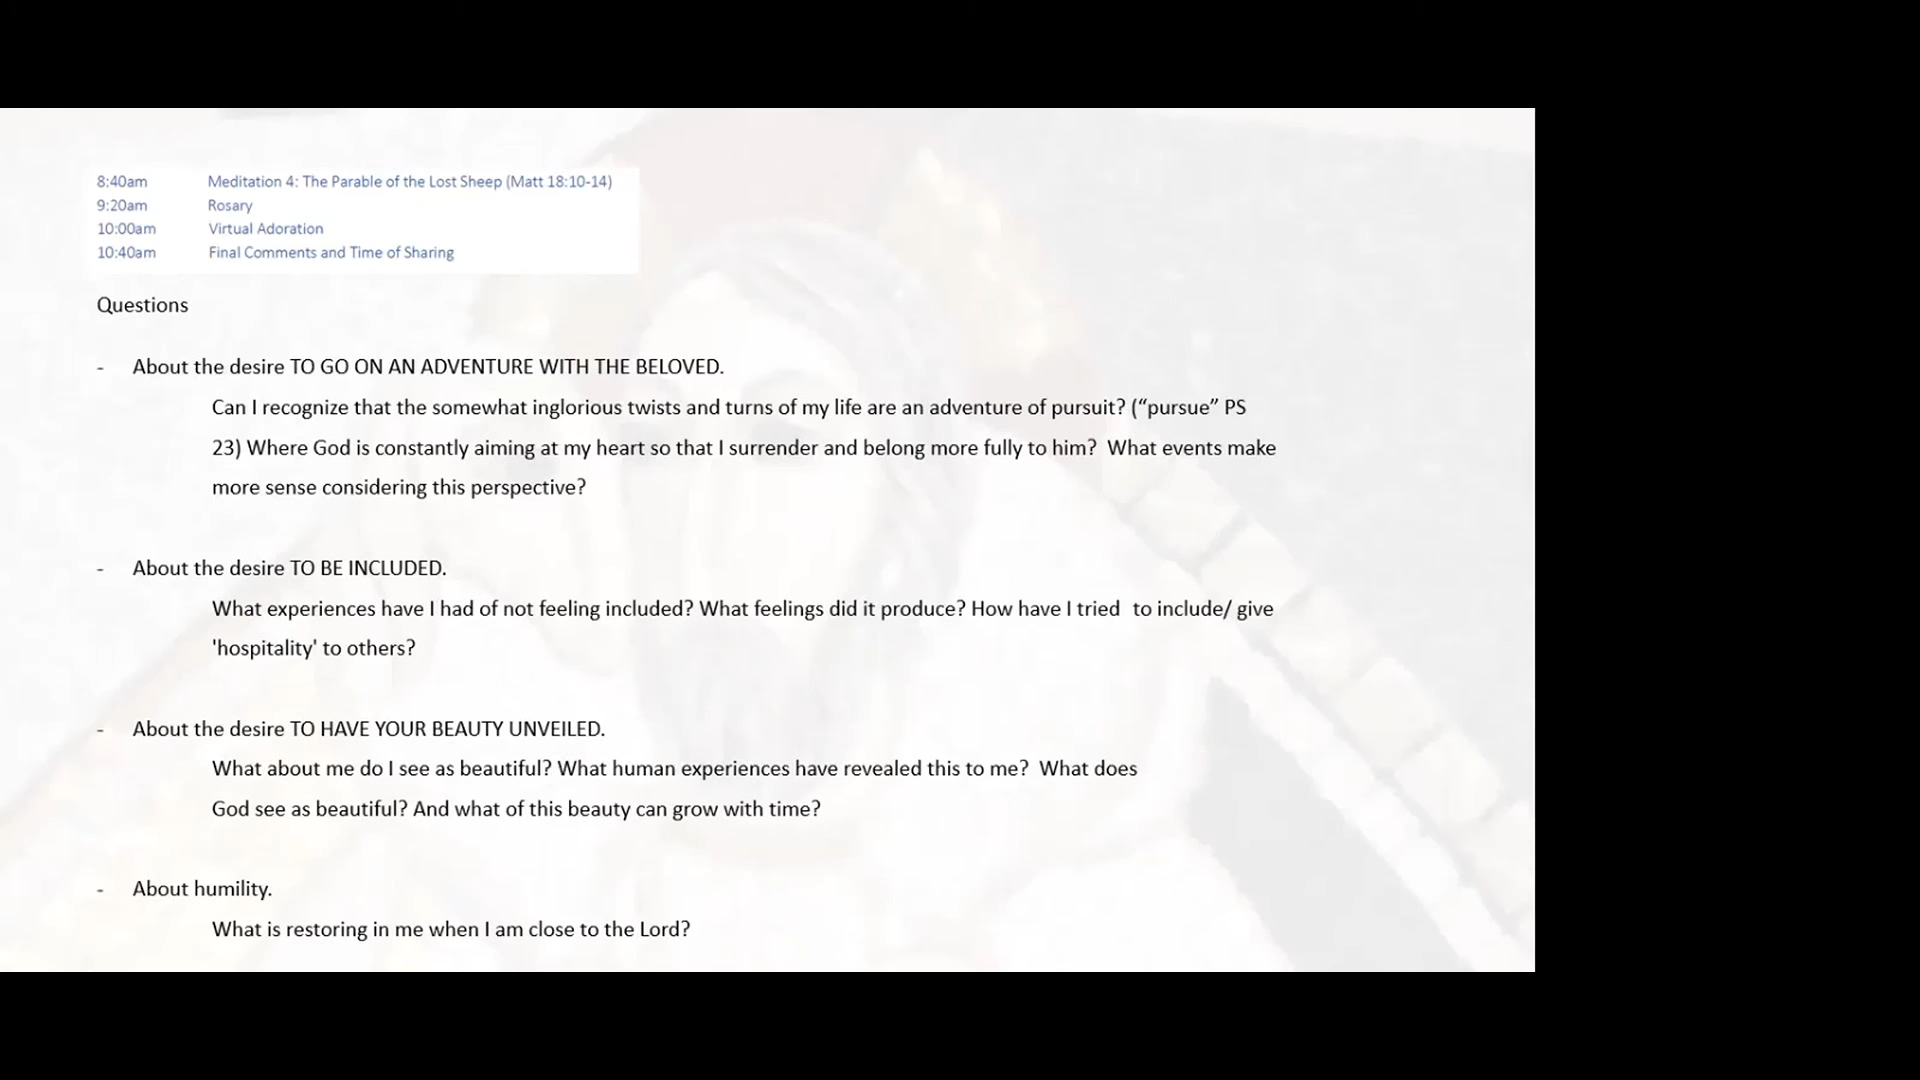 8:40am Meditation 4: The Parable of the Lost Sheep (Matt 18:10-14)
9:20am Rosary
10:00am Virtual Adoration
10:40am Final Comments and Time of Sharing
Questions
- About the desire TO GO ON AN ADVENTURE WITH THE BELOVED.
Can I recognize that the somewhat inglorious twists and turns of my life are an adventure of pursuit? (“pursue” PS
23) Where God is constantly aiming at my heart so that I surrender and belong more fully to him? What events make
more sense considering this perspective?
- About the desire TO BE INCLUDED.
What experiences have I had of not feeling included? What feelings did it produce? How have I tried to include/ give
'hospitality' to others?
- About the desire TO HAVE YOUR BEAUTY UNVEILED.
What about me do I see as beautiful? What human experiences have revealed this to me? What does
God see as beautiful? And what of this beauty can grow with time?
- About humility.
What is restoring in me when I am close to the Lord?